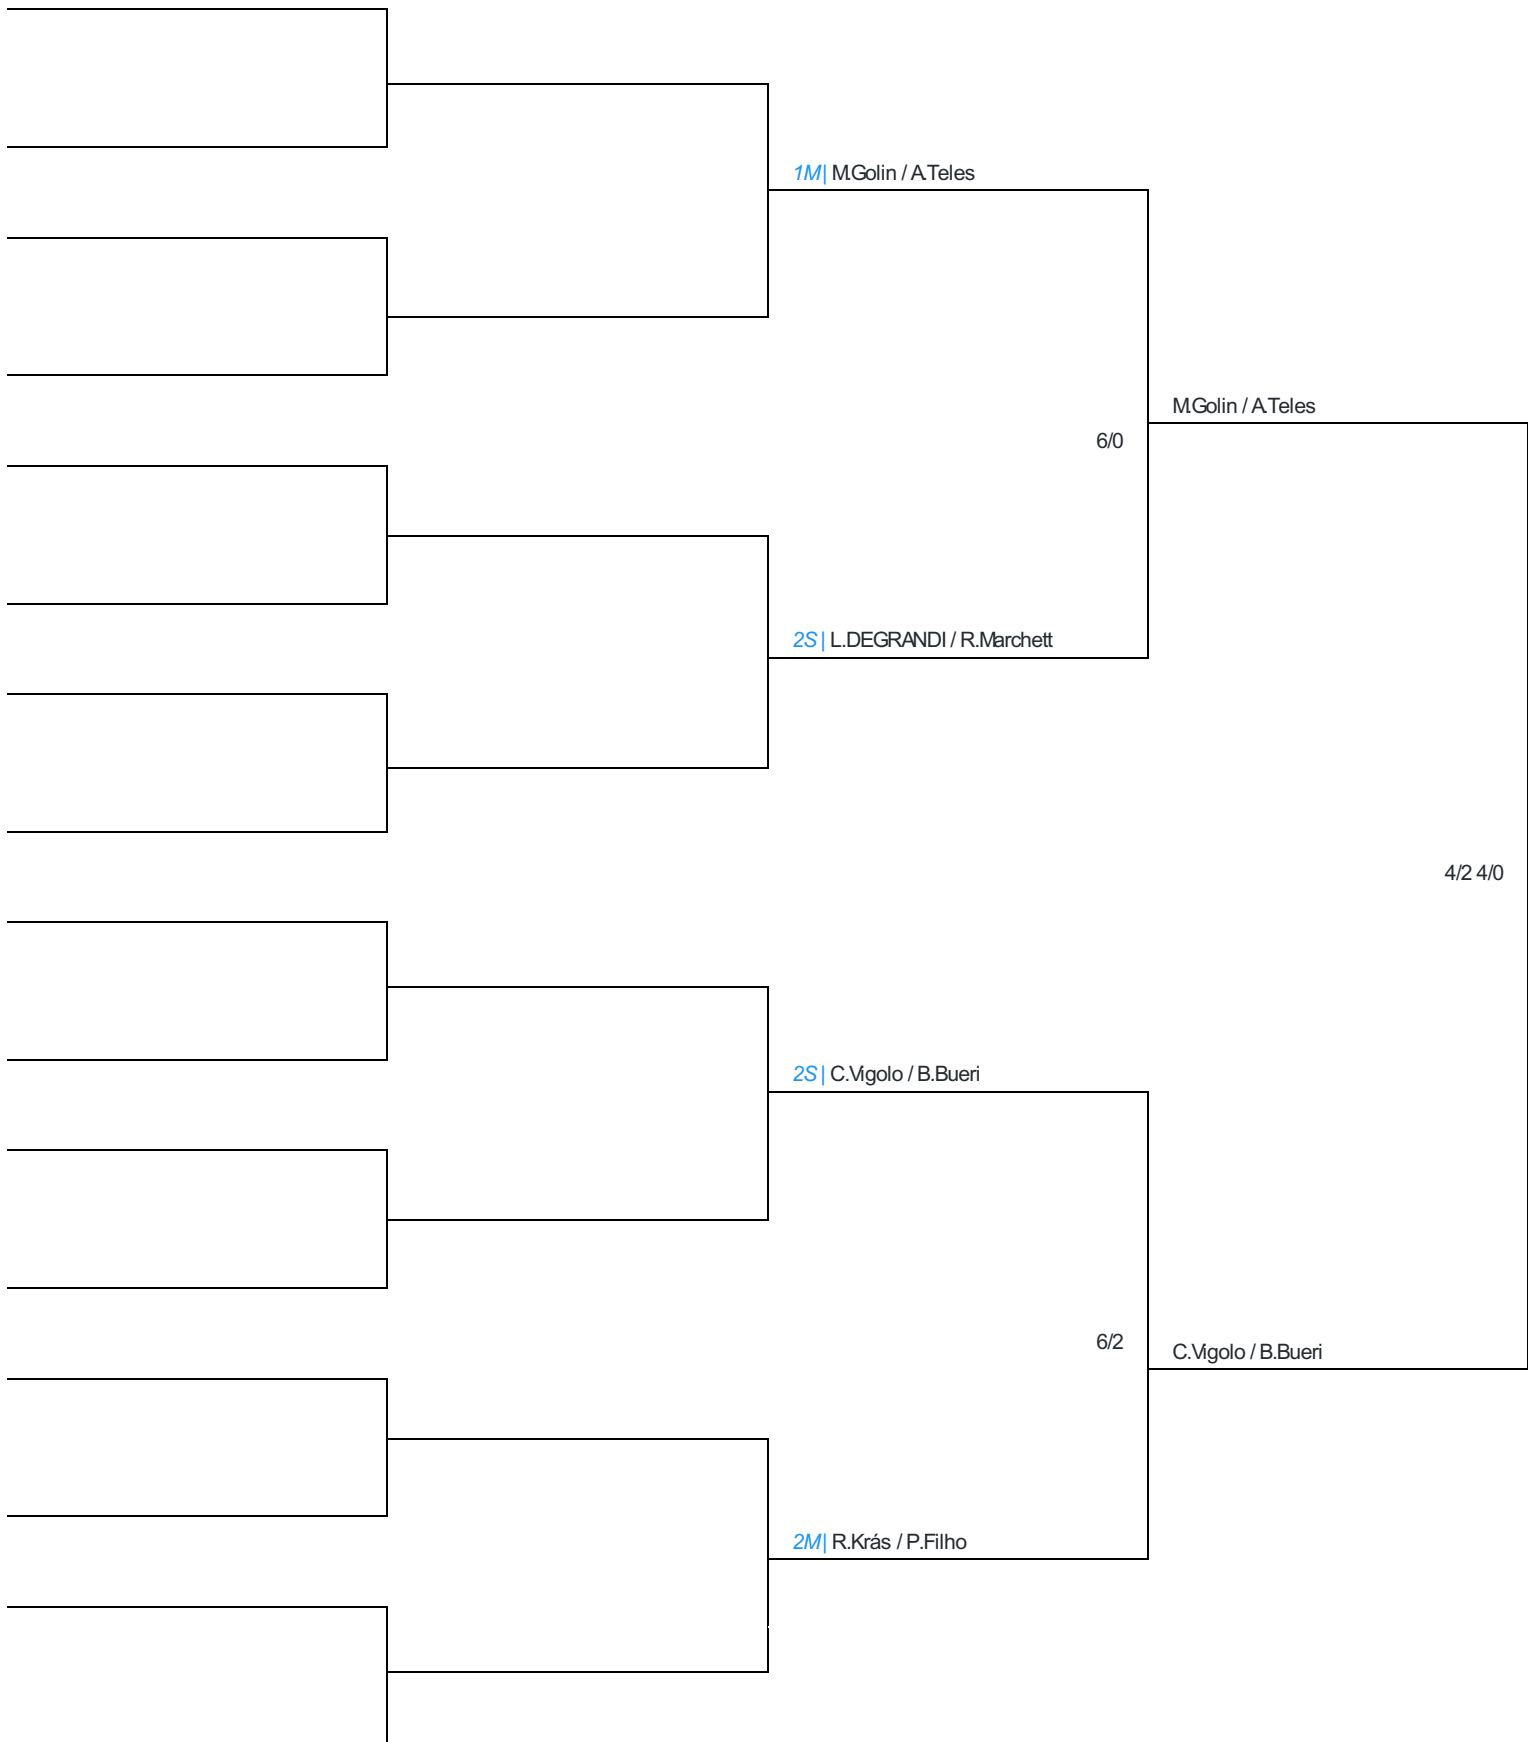 1M| M.Golin / A.Teles
M.Golin / A.Teles
6/0
2S| L.DEGRANDI / R.Marchett
4/2 4/0
2S| C.Vigolo / B.Bueri
6/2
C.Vigolo / B.Bueri
2M| R.Krás / P.Filho